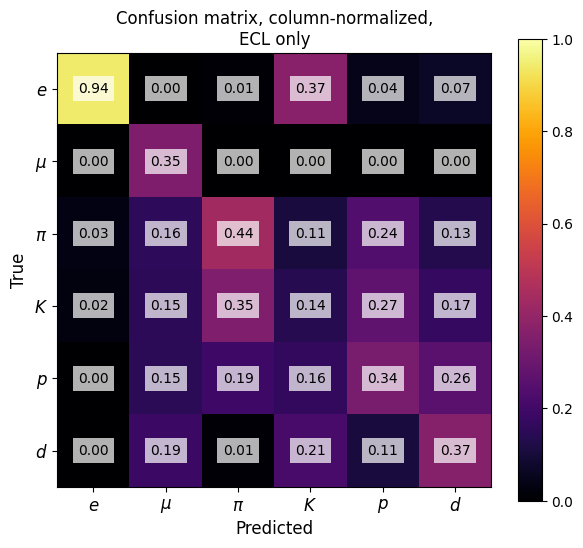 Confusion matrix, column-normalized,
ECL only
e 0.94 0.00 0.01 0.37 0.04 0.07
μ 0.00 0.35 0.00 0.00 0.00 0.00
π 0.03 0.16 0.44 0.11 0.24 0.13
K 0.02 0.15 0.35 0.14 0.27 0.17
p 0.00 0.15 0.19 0.16 0.34 0.26
d 0.00 0.19 0.01 0.21 0.11 0.37
e μ π K p d
Predicted
True
1.0
0.8
0.6
0.4
0.2
0.0